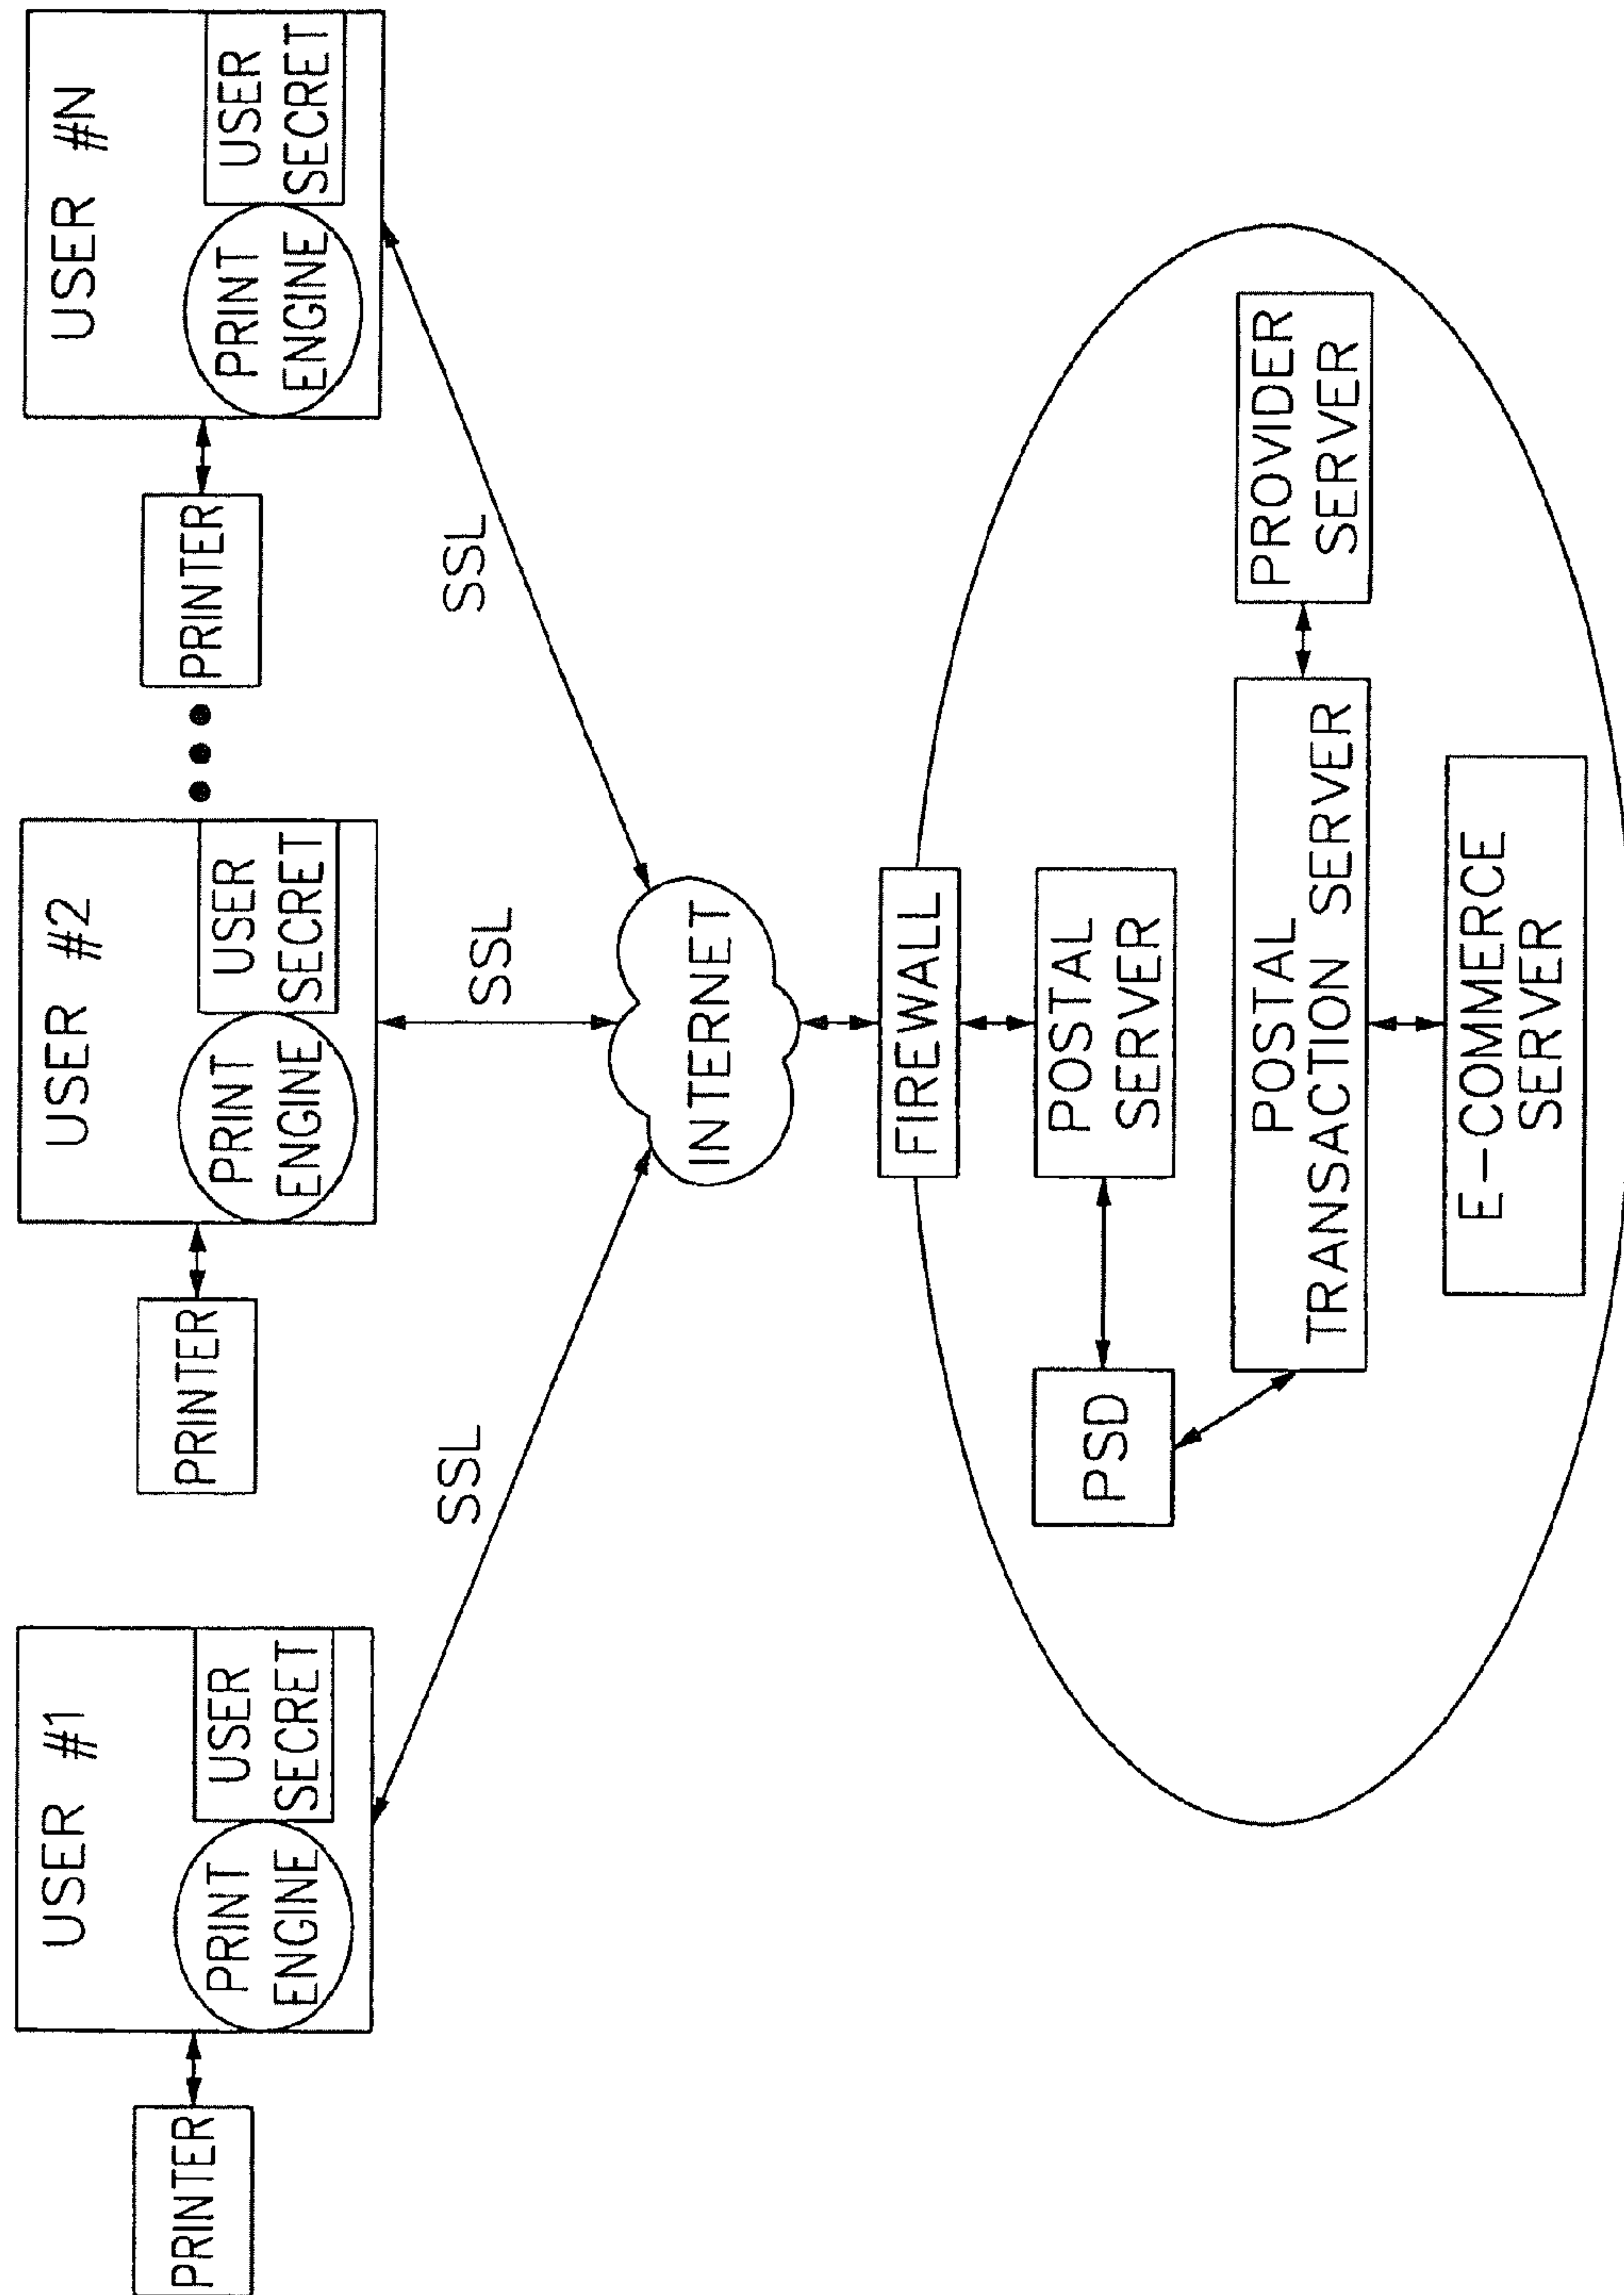 USER #1
PRINT
ENGINE
USER
SECRET
PRINTER
USER #2
PRINT
ENGINE
USER
SECRET
PRINTER
USER #N
PRINT
ENGINE
USER
SECRET
PRINTER
SSL
SSL
SSL
INTERNET
FIREWALL
POSTAL
SERVER
PSD
POSTAL
TRANSACTION SERVER
PROVIDER
SERVER
E-COMMERCE
SERVER